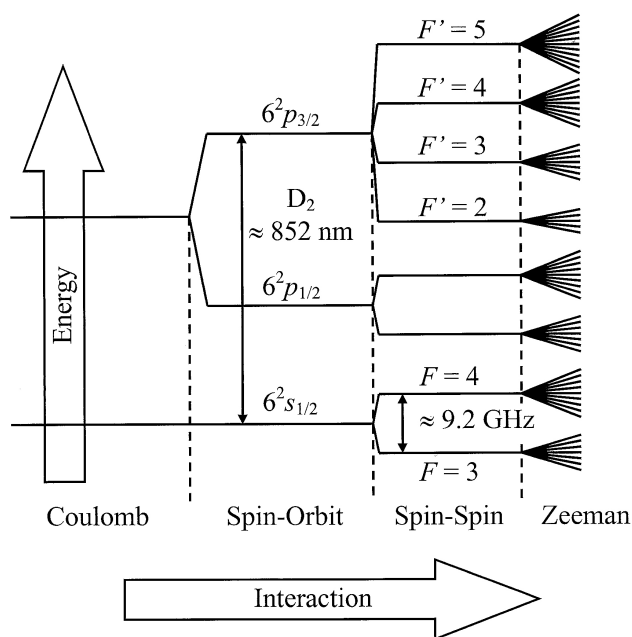 F' = 5
F' = 4
6²p₃/₂
F' = 3
D₂
≈ 852 nm
F' = 2
Energy
6²p₁/₂
F = 4
6²s₁/₂
≈ 9.2 GHz
F = 3
Coulomb Spin-Orbit Spin-Spin Zeeman
Interaction